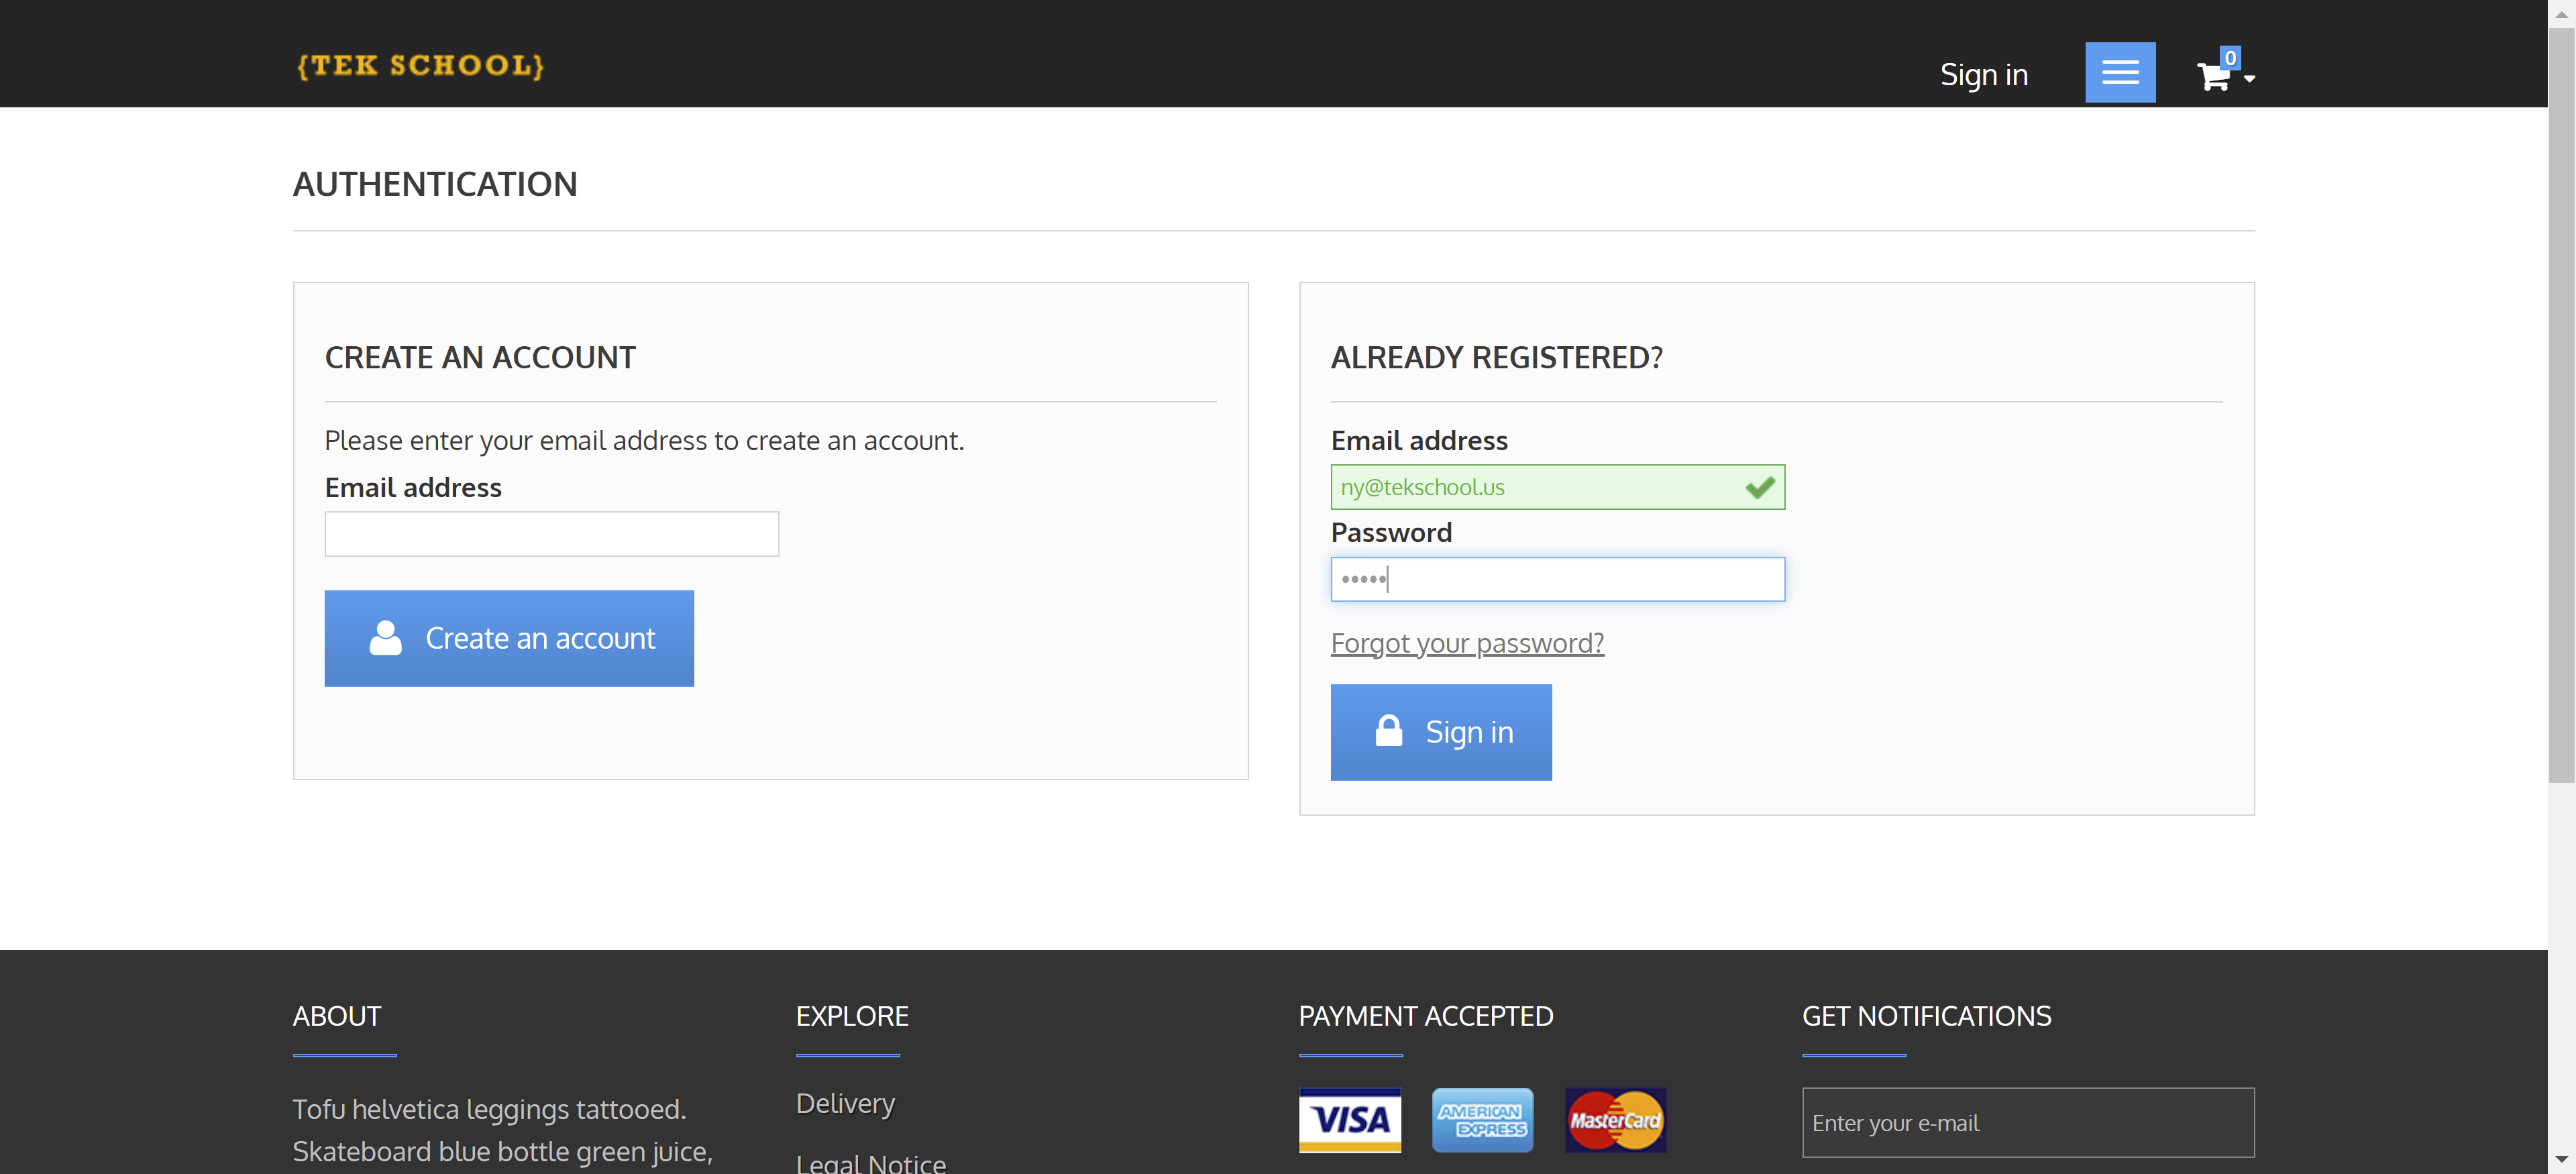 {TEK SCHOOL}
Sign in
0
AUTHENTICATION
CREATE AN ACCOUNT
Please enter your email address to create an account.
Email address
Create an account
ALREADY REGISTERED?
Email address
ny@tekschool.us
Password
•••••
Forgot your password?
Sign in
ABOUT
Tofu helvetica leggings tattooed.
Skateboard blue bottle green juice,
EXPLORE
Delivery
Legal Notice
PAYMENT ACCEPTED
VISA
AMERICAN
EXPRESS
MasterCard
GET NOTIFICATIONS
Enter your e-mail